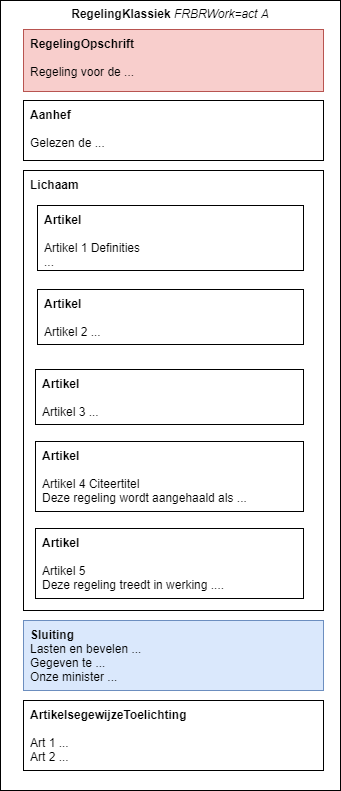 RegelingKlassiek FRBRWork=act A
RegelingOpschrift
Regeling voor de ...
Aanhef
Gelezen de ...
Lichaam
Artikel
Artikel 1 Definities
...
Artikel
Artikel 2 ...
Artikel
Artikel 3 ...
Artikel
Artikel 4 Citeertitel
Deze regeling wordt aangehaald als ...
Artikel
Artikel 5
Deze regeling treedt in werking ....
Sluiting
Lasten en bevelen ...
Gegeven te ...
Onze minister ...
ArtikelsegewijzeToelichting
Art 1 ...
Art 2 ...